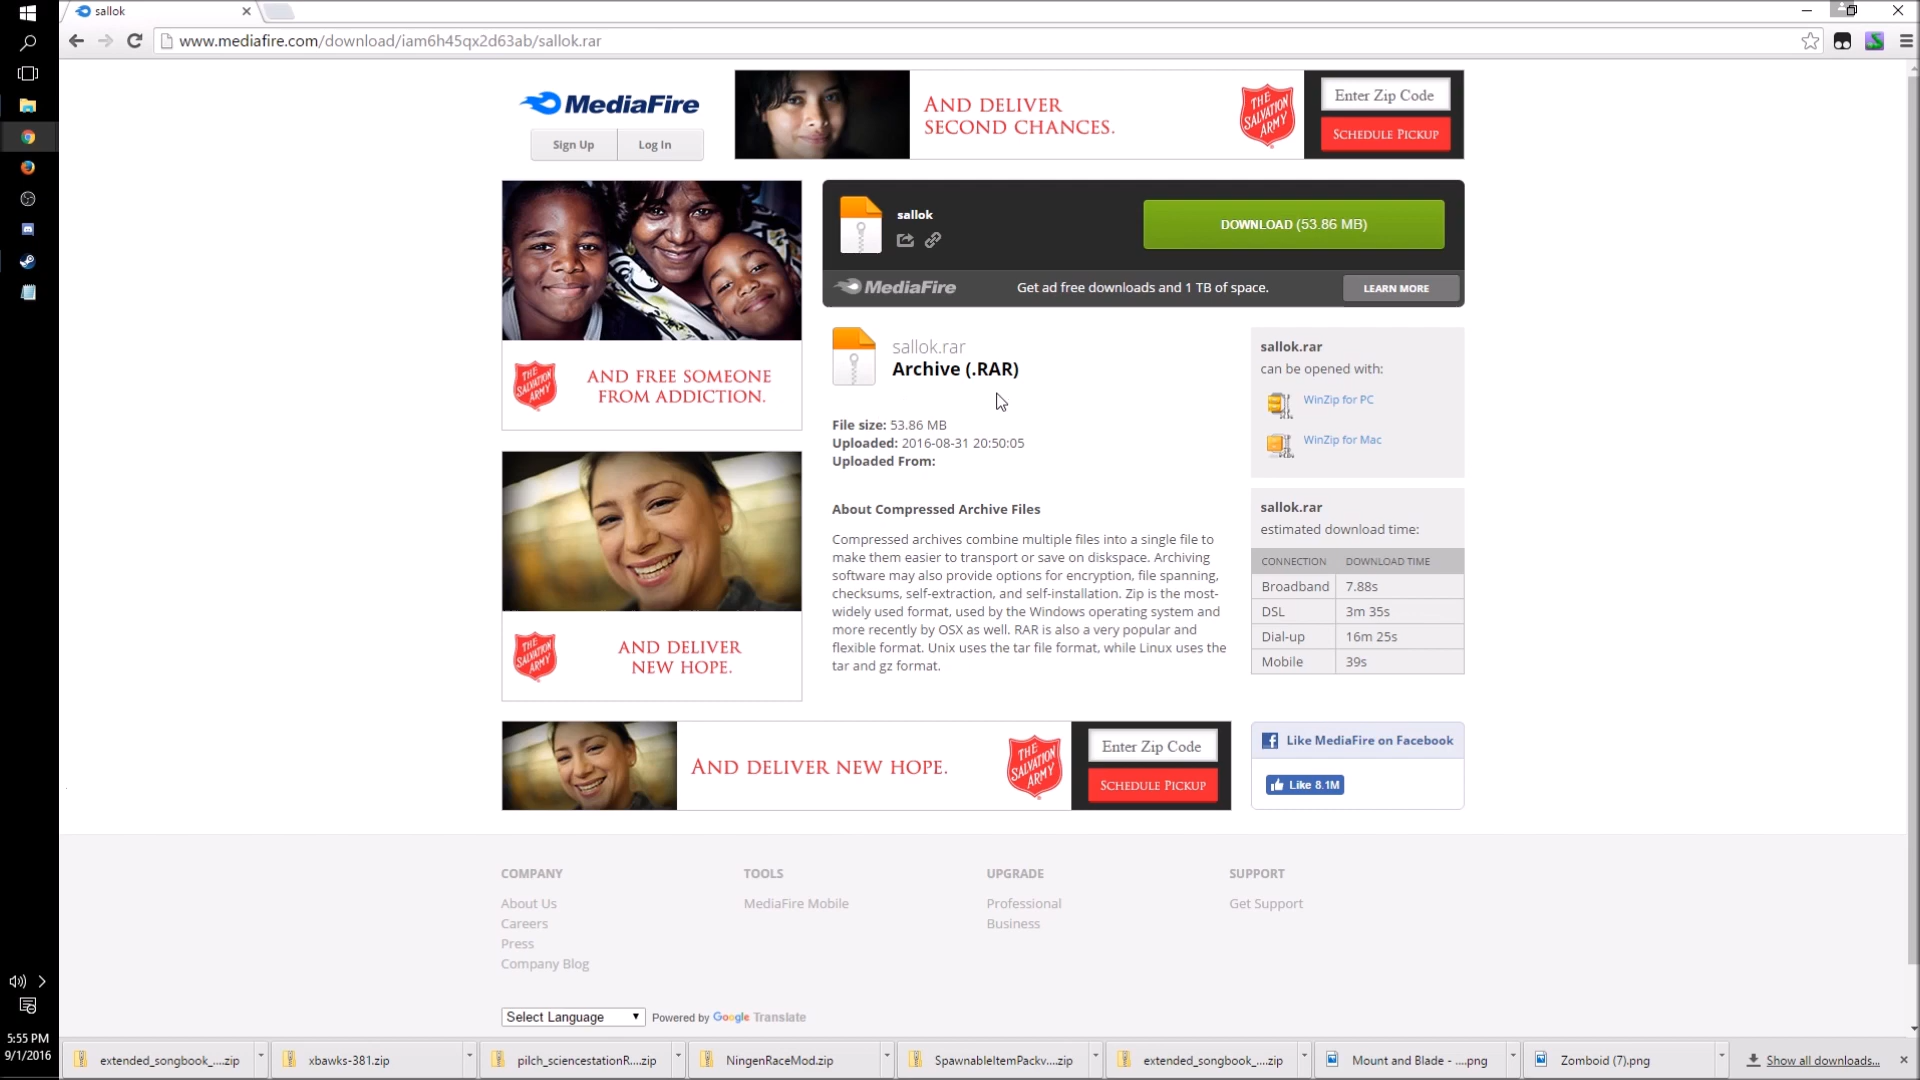 sallok
www.mediafire.com/download/iam6h45qx2d63ab/sallok.rar
MediaFire
Sign Up
Log In
AND DELIVER
SECOND CHANCES.
THE
SALVATION
ARMY
Enter Zip Code
SCHEDULE PICKUP
THE
SALVATION
ARMY
AND FREE SOMEONE
FROM ADDICTION.
THE
SALVATION
ARMY
AND DELIVER
NEW HOPE.
sallok
DOWNLOAD (53.86 MB)
MediaFire
Get ad free downloads and 1 TB of space.
LEARN MORE
sallok.rar
Archive (.RAR)
File size: 53.86 MB
Uploaded: 2016-08-31 20:50:05
Uploaded From:
About Compressed Archive Files
Compressed archives combine multiple files into a single file to
make them easier to transport or save on diskspace. Archiving
software may also provide options for encryption, file spanning,
checksums, self-extraction, and self-installation. Zip is the most-
widely used format, used by the Windows operating system and
more recently by OSX as well. RAR is also a very popular and
flexible format. Unix uses the tar file format, while Linux uses the
tar and gz format.
sallok.rar
can be opened with:
WinZip for PC
WinZip for Mac
sallok.rar
estimated download time:
CONNECTION DOWNLOAD TIME
Broadband 7.88s
DSL 3m 35s
Dial-up 16m 25s
Mobile 39s
AND DELIVER NEW HOPE.
THE
SALVATION
ARMY
Enter Zip Code
SCHEDULE PICKUP
Like MediaFire on Facebook
Like 8.1M
COMPANY
About Us
Careers
Press
Company Blog
TOOLS
MediaFire Mobile
UPGRADE
Professional
Business
SUPPORT
Get Support
Select Language
Powered by Google Translate
5:55 PM
9/1/2016
extended_songbook_....zip
xbawks-381.zip
pilch_sciencestationR....zip
NingenRaceMod.zip
SpawnableItemPackv....zip
extended_songbook_....zip
Mount and Blade - ....png
Zomboid (7).png
Show all downloads...